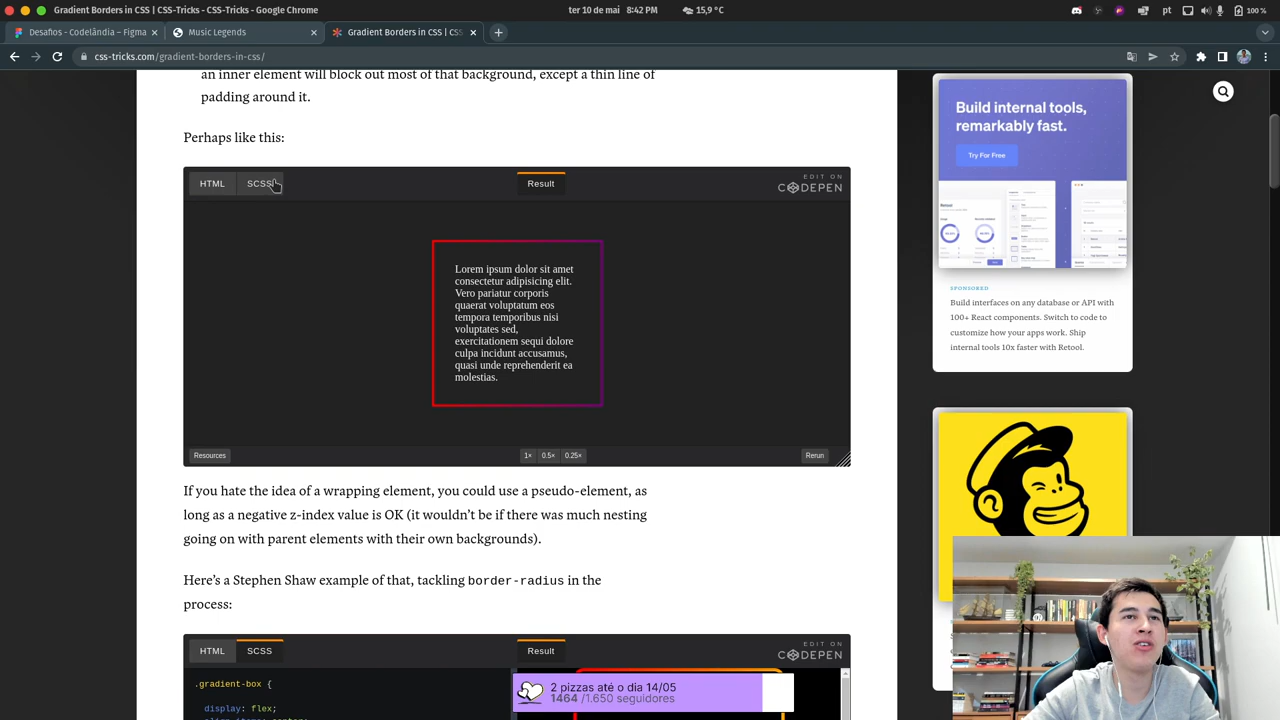 Gradient Borders in CSS | CSS-Tricks - CSS-Tricks - Google Chrome
ter 10 de mai 8:42 PM
15,9 °C
pt
100 %
Desafios - Codelândia – Figma
Music Legends
Gradient Borders in CSS | CSS
css-tricks.com/gradient-borders-in-css/
an inner element will block out most of that background, except a thin line of
padding around it.
Perhaps like this:
HTML
SCSS
Result
EDIT ON
CODEPEN
Lorem ipsum dolor sit amet
consectetur adipisicing elit.
Vero pariatur corporis
quaerat voluptatum eos
tempora temporibus nisi
voluptates sed,
exercitationem sequi dolore
culpa incidunt accusamus,
quasi unde reprehenderit ea
molestias.
Resources
1× 0.5× 0.25×
Rerun
If you hate the idea of a wrapping element, you could use a pseudo-element, as
long as a negative z-index value is OK (it wouldn’t be if there was much nesting
going on with parent elements with their own backgrounds).
Here’s a Stephen Shaw example of that, tackling border-radius in the
process:
HTML
SCSS
Result
EDIT ON
CODEPEN
.gradient-box {
display: flex;
2 pizzas até o dia 14/05
1464 /1.650 seguidores
Build internal tools,
remarkably fast.
Try For Free
SPONSORED
Build interfaces on any database or API with
100+ React components. Switch to code to
customize how your apps work. Ship
internal tools 10x faster with Retool.